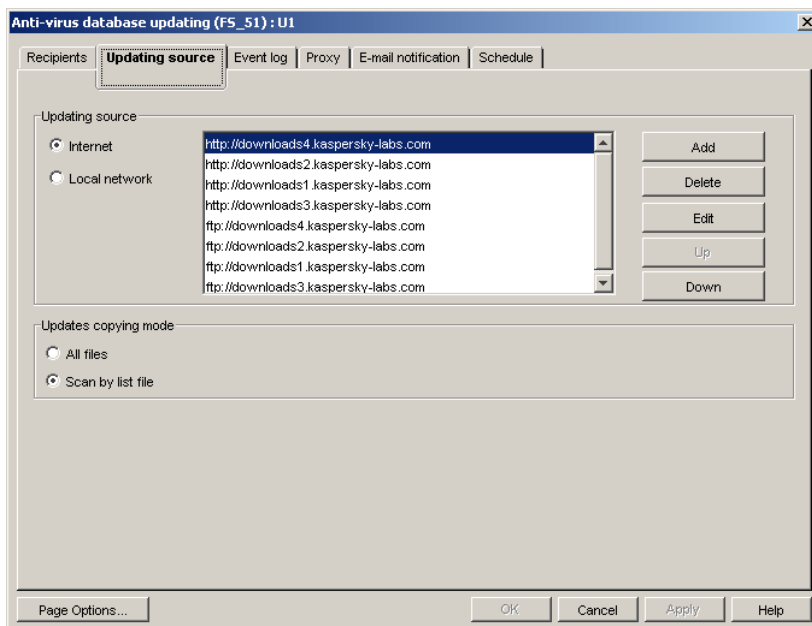 Anti-virus database updating (FS_51) : U1
Recipients Updating source Event log Proxy E-mail notification Schedule
Updating source
Internet
Local network
http://downloads4.kaspersky-labs.com
http://downloads2.kaspersky-labs.com
http://downloads1.kaspersky-labs.com
http://downloads3.kaspersky-labs.com
ftp://downloads4.kaspersky-labs.com
ftp://downloads2.kaspersky-labs.com
ftp://downloads1.kaspersky-labs.com
ftp://downloads3.kaspersky-labs.com
Add
Delete
Edit
Up
Down
Updates copying mode
All files
Scan by list file
Page Options... OK Cancel Apply Help